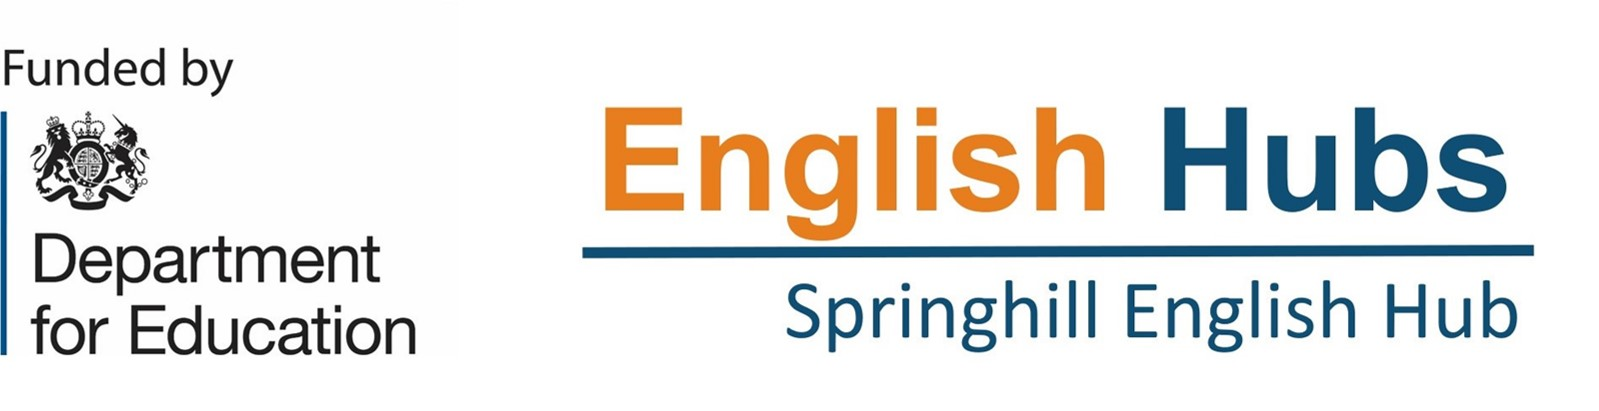 Funded by
Department
for Education
English Hubs
Springhill English Hub